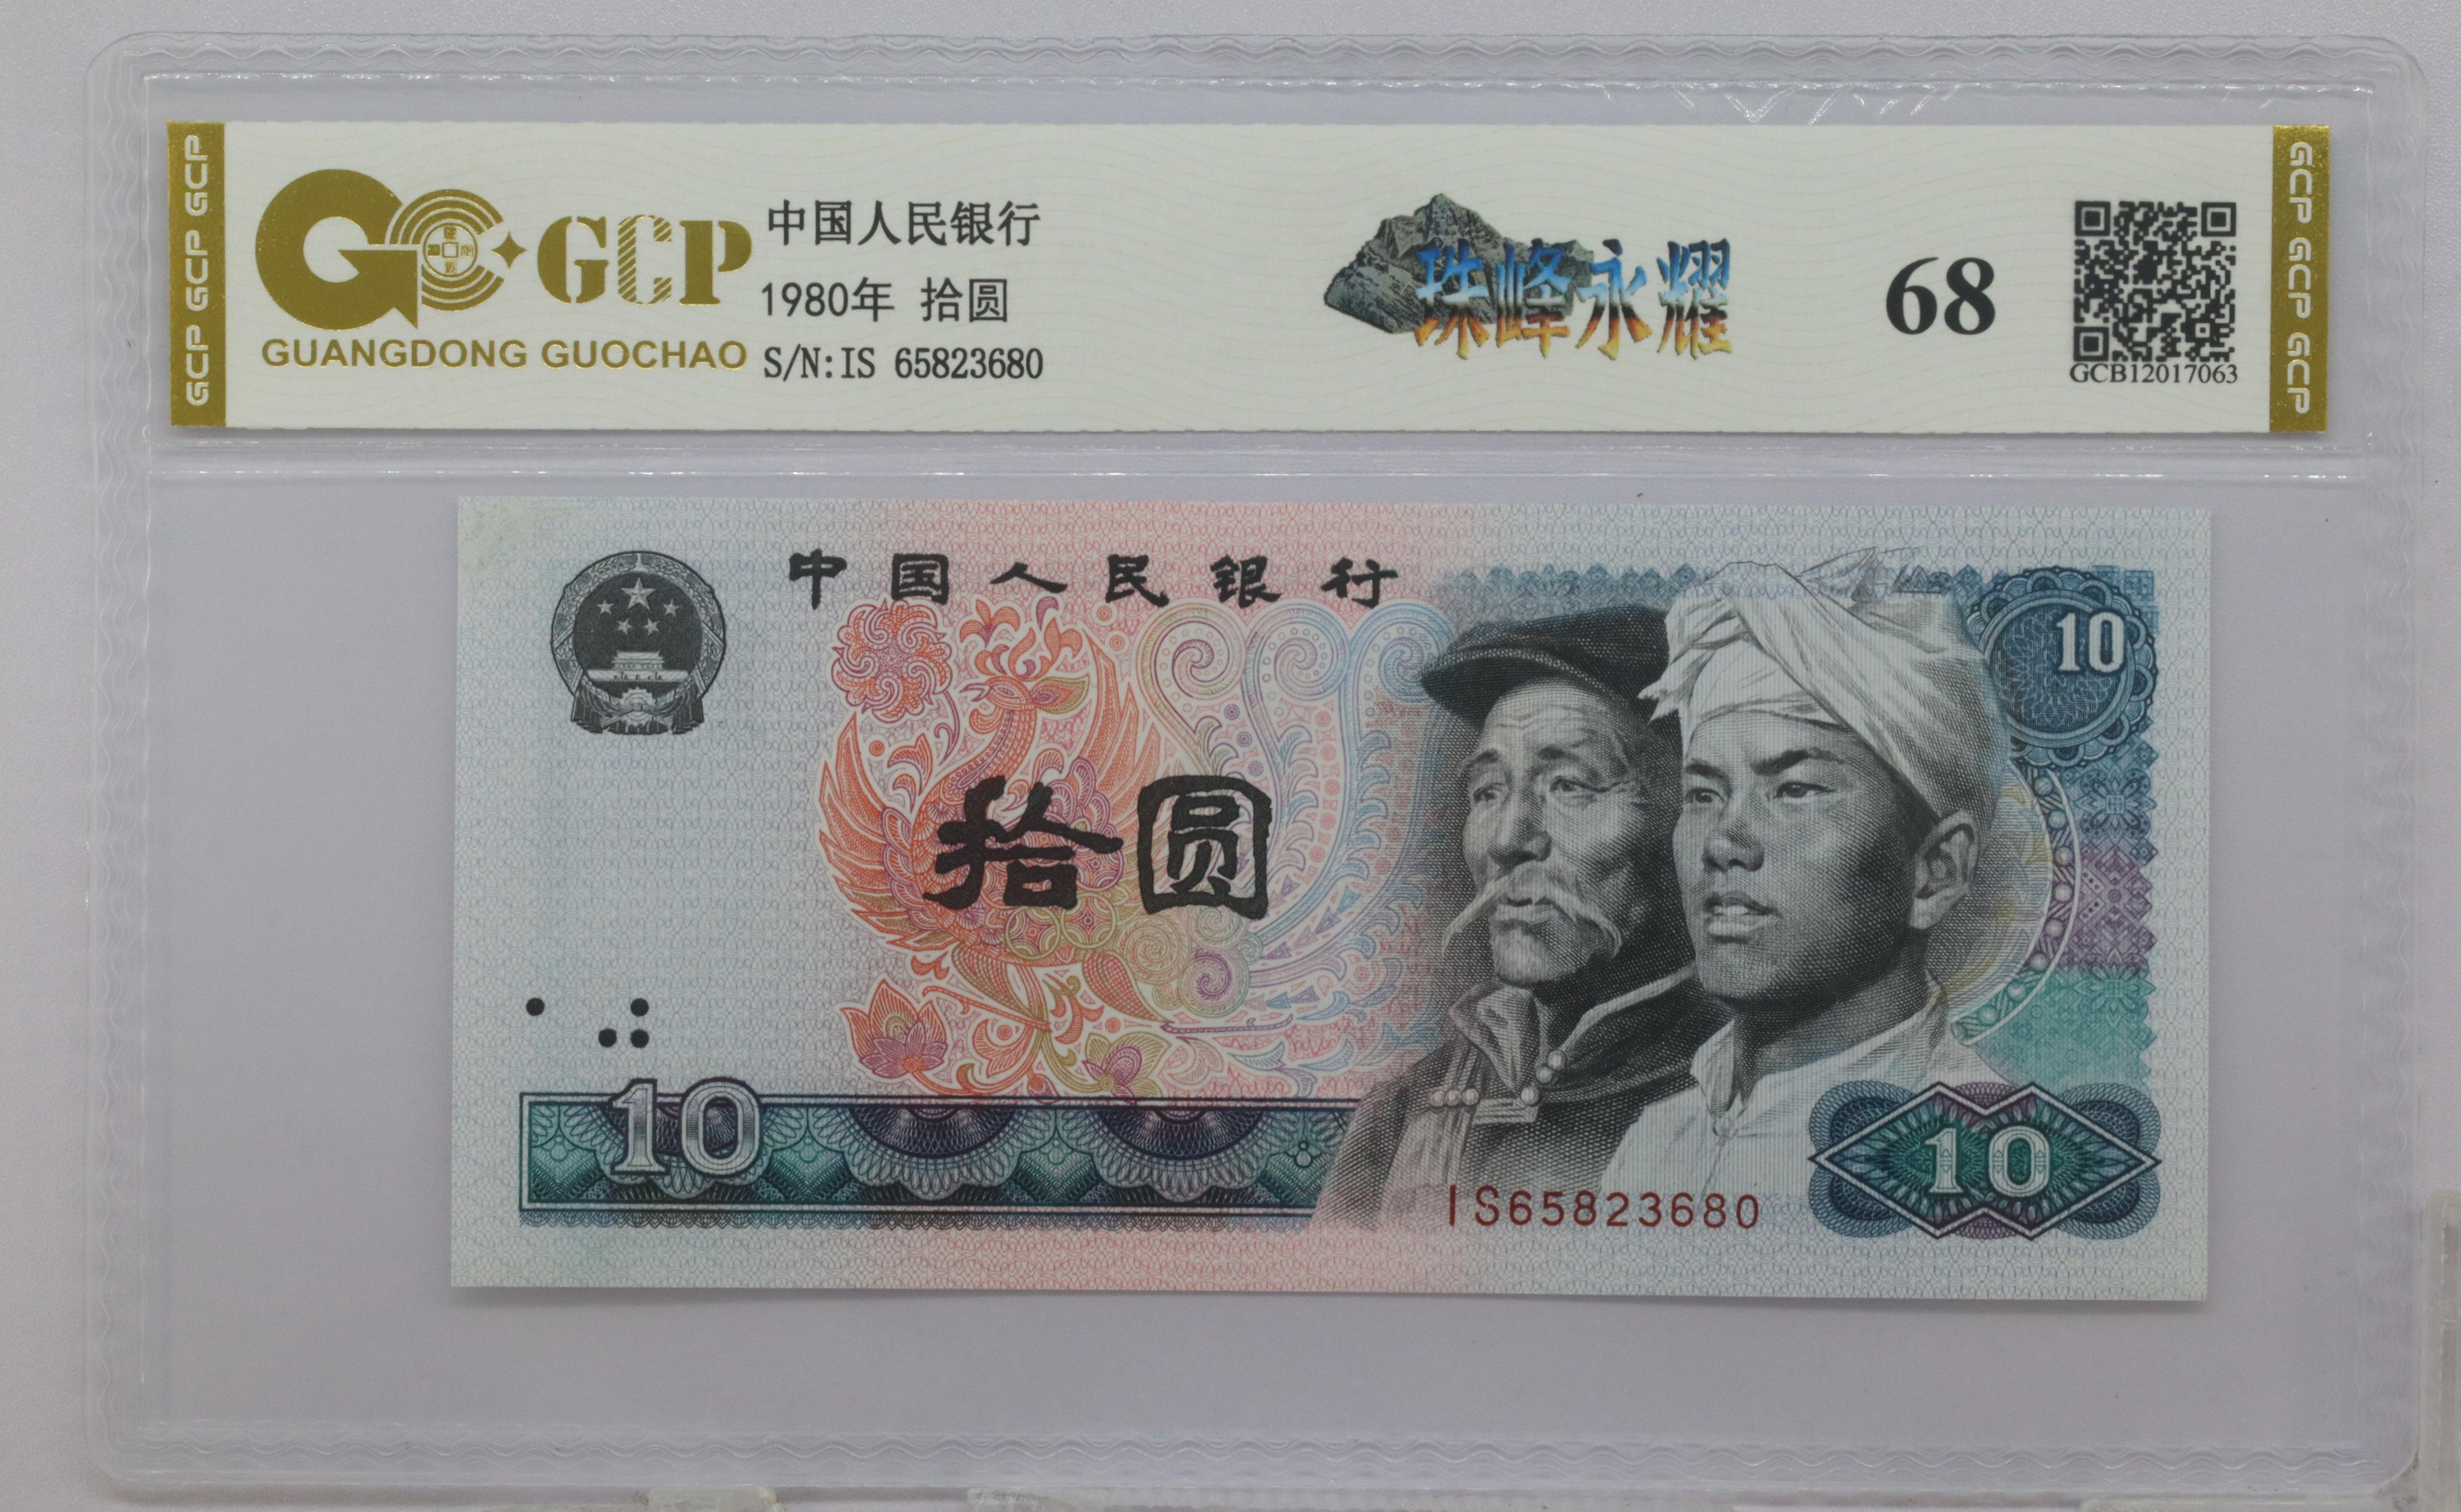 GCP GCP GCP
GCP
GUANGDONG GUOCHAO
中国人民银行
1980年 拾圆
S/N:IS 65823680
珠峰永耀
68
GCB12017063
GCP GCP GCP
中国人民银行
10
拾圆
10
10
IS65823680